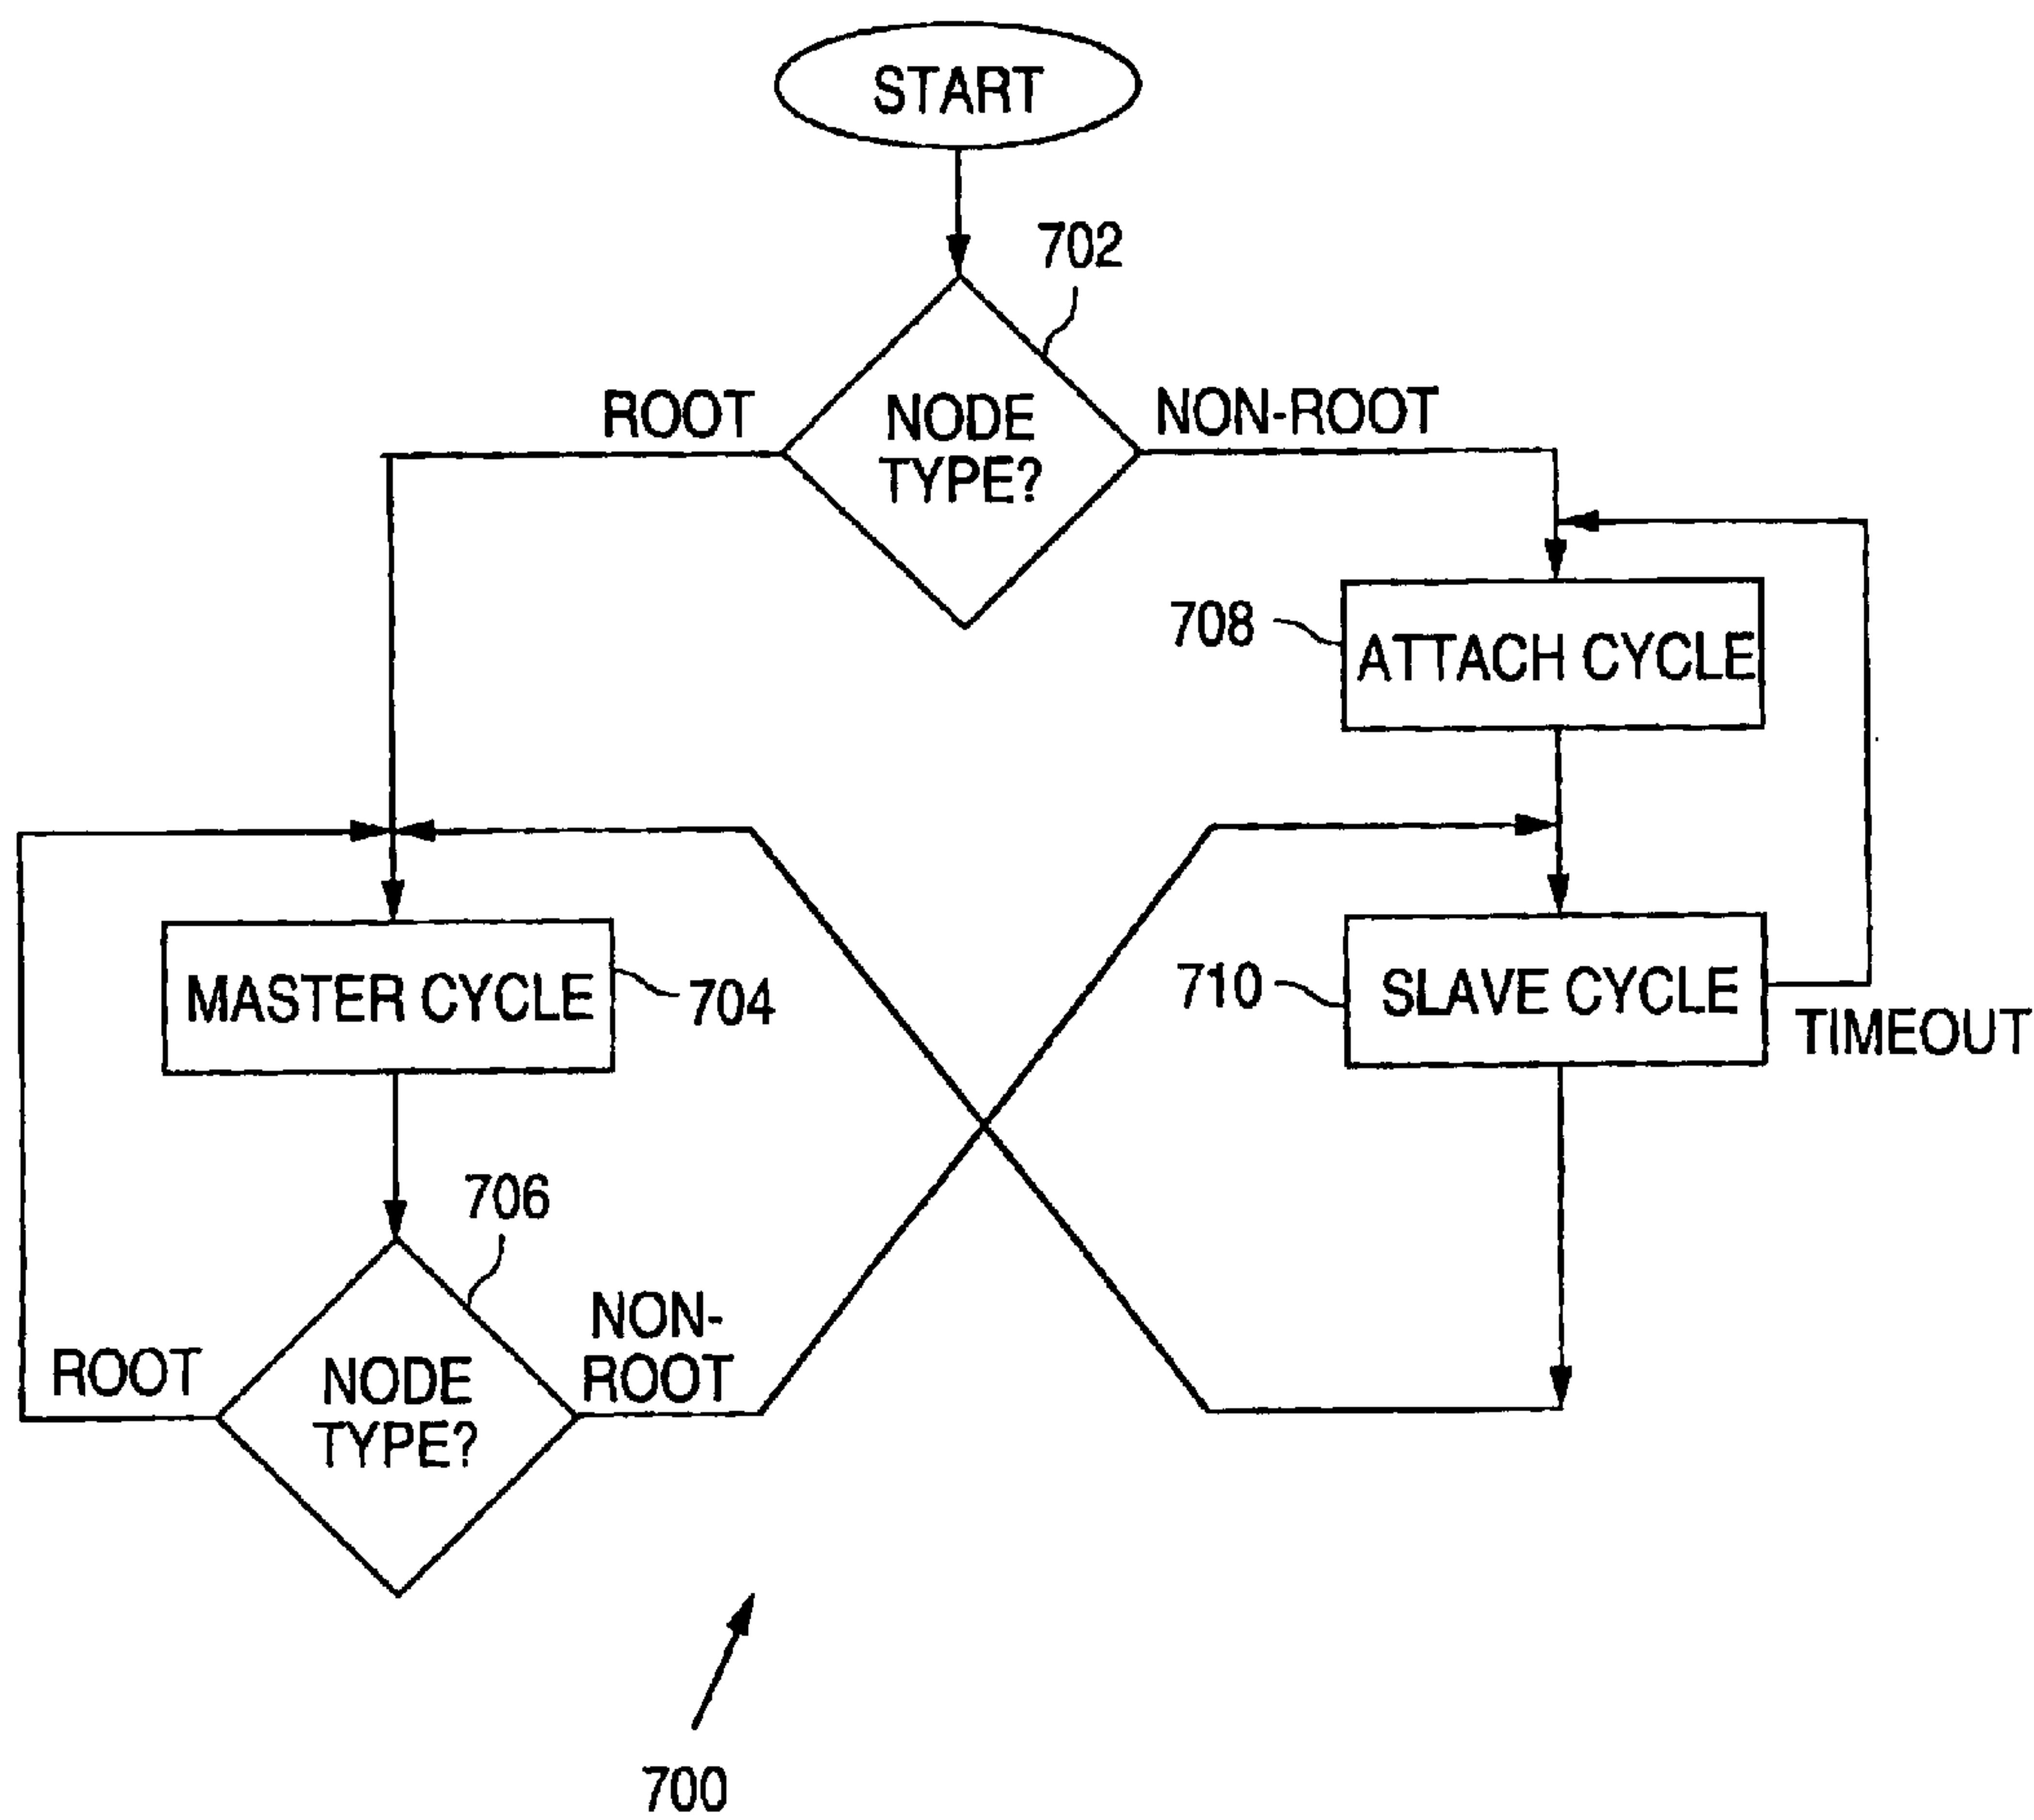 START
702
ROOT
NODE
TYPE?
NON-ROOT
708
ATTACH CYCLE
MASTER CYCLE
704
710
SLAVE CYCLE
TIMEOUT
706
ROOT
NODE
TYPE?
NON-
ROOT
700